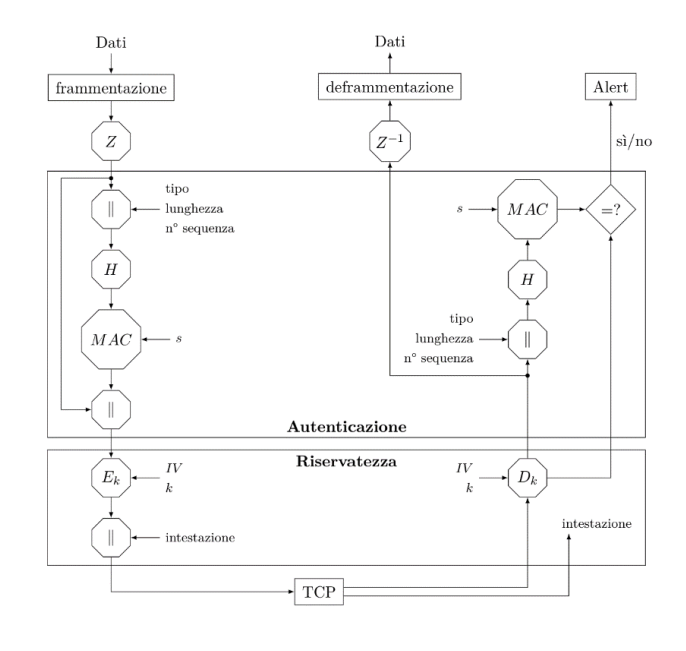 Dati
frammentazione
Z
||
tipo
lunghezza
n° sequenza
H
MAC
s
||
Dati
deframmentazione
Z⁻¹
Alert
sì/no
s
MAC
=?
H
tipo
lunghezza
n° sequenza
||
Autenticazione
Riservatezza
E_k
IV
k
||
intestazione
IV
k
D_k
intestazione
TCP